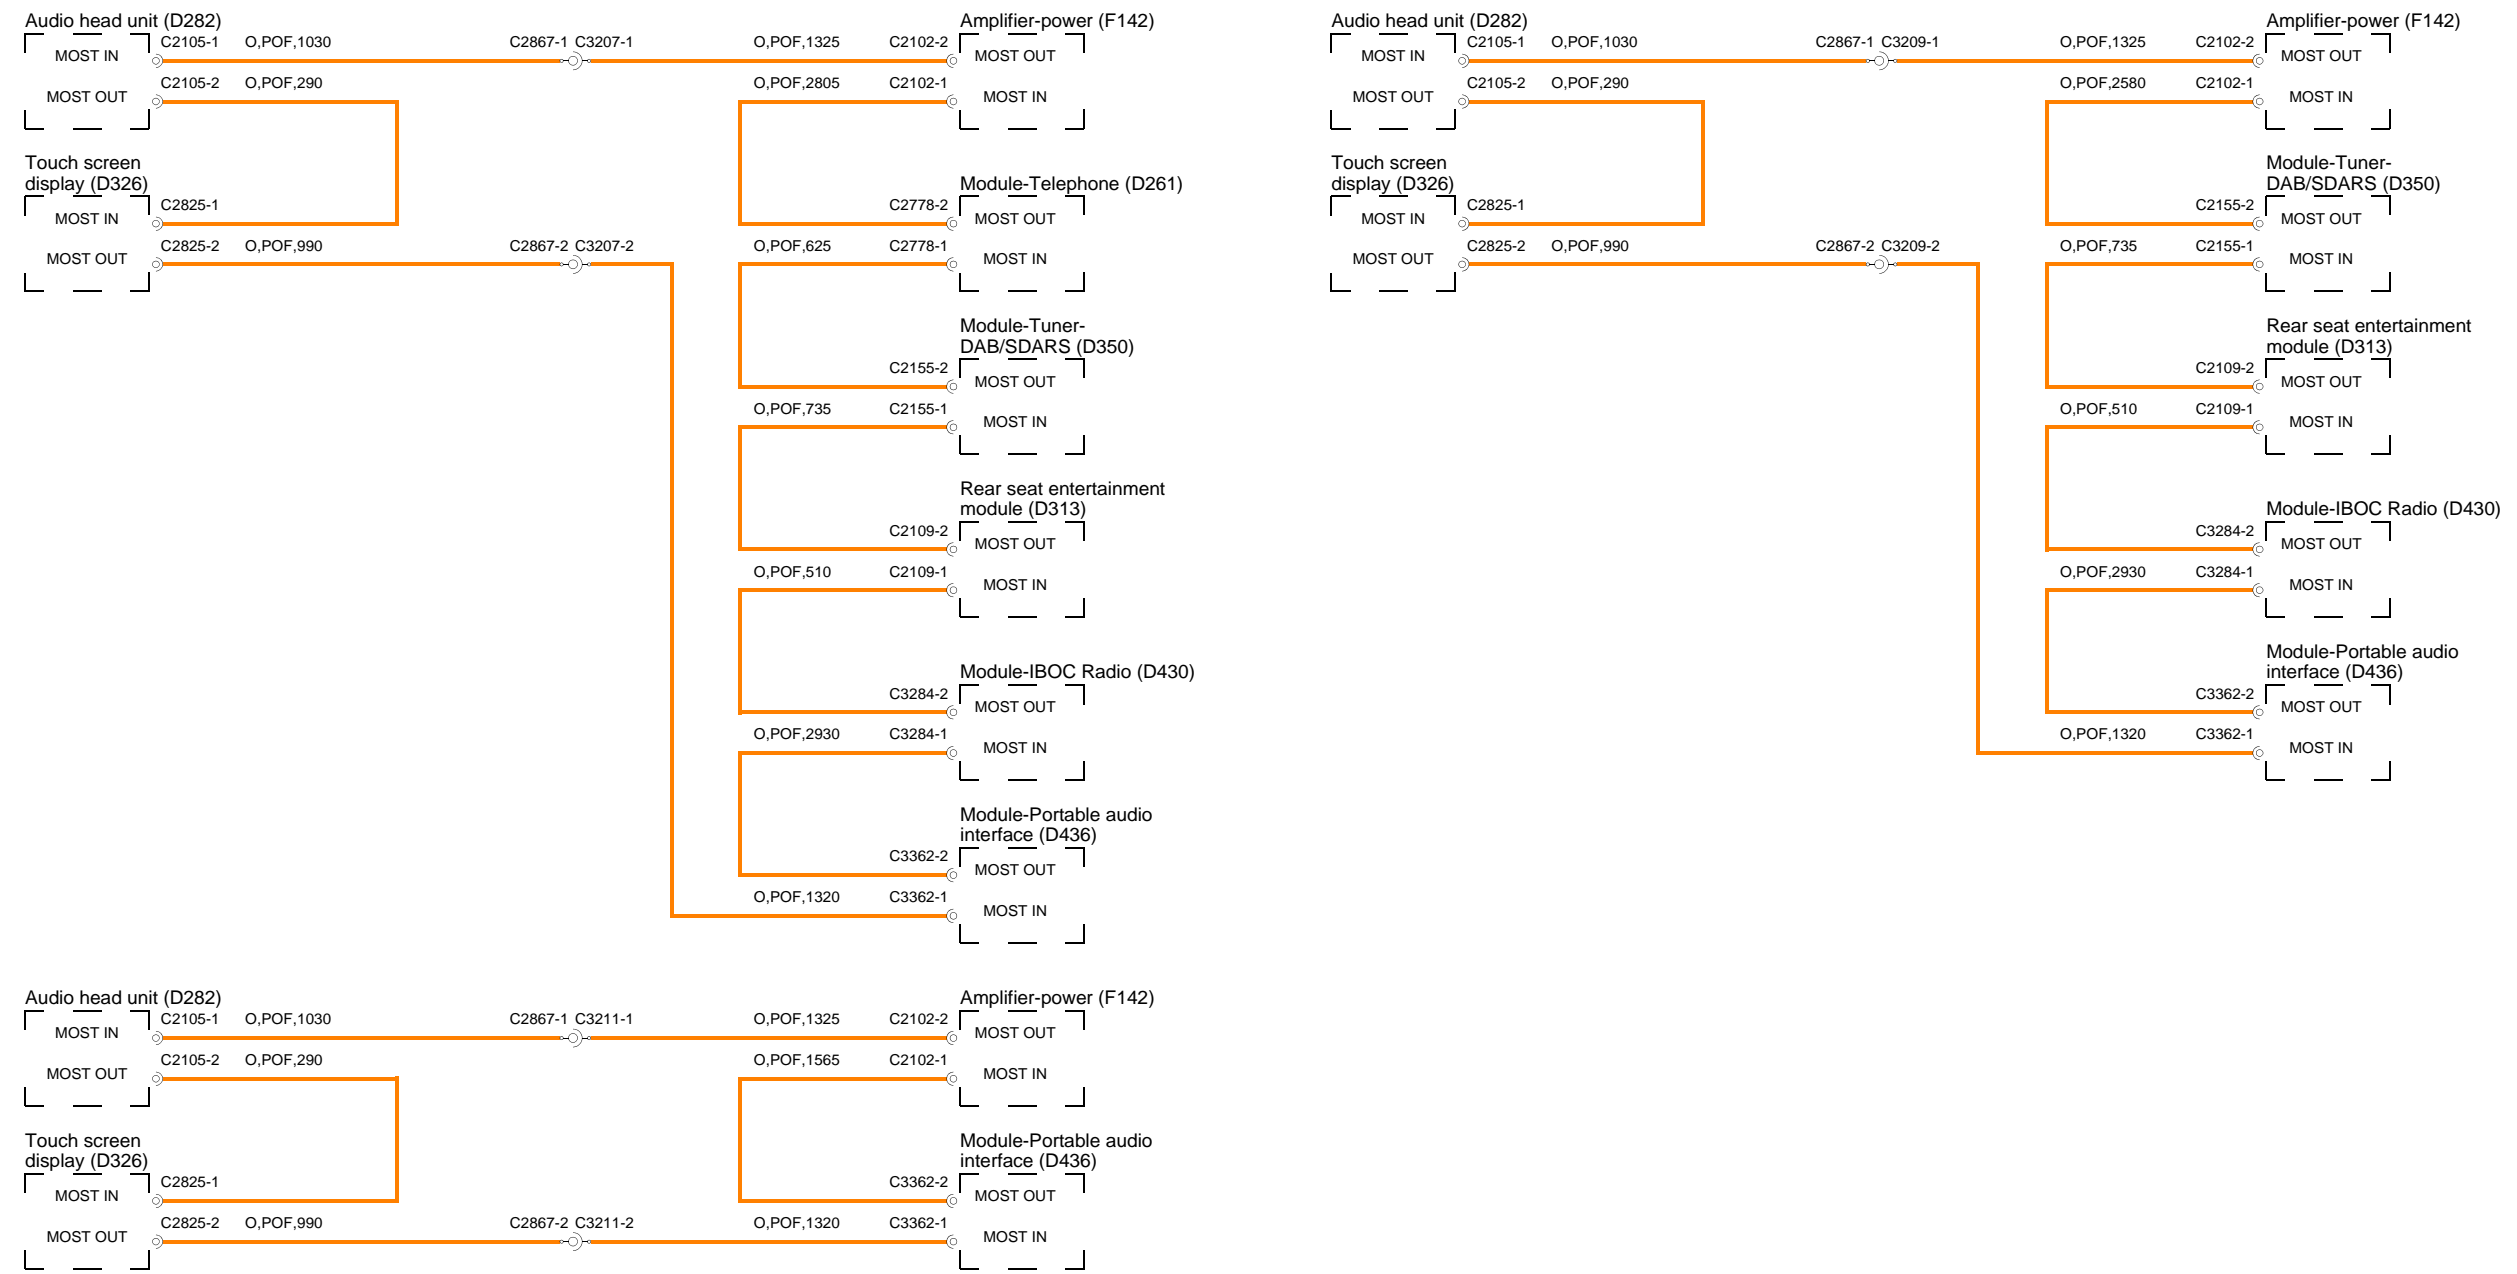 Audio head unit (D282)
MOST IN
C2105-1 O,POF,1030 C2867-1 C3207-1 O,POF,1325 C2102-2
Amplifier-power (F142)
MOST OUT
MOST OUT
C2105-2 O,POF,290
O,POF,2805 C2102-1
MOST IN
Touch screen
display (D326)
MOST IN
C2825-1
Module-Telephone (D261)
C2778-2
MOST OUT
MOST OUT
C2825-2 O,POF,990 C2867-2 C3207-2 O,POF,625 C2778-1
MOST IN
Module-Tuner-
DAB/SDARS (D350)
C2155-2
MOST OUT
O,POF,735 C2155-1
MOST IN
Rear seat entertainment
module (D313)
C2109-2
MOST OUT
O,POF,510 C2109-1
MOST IN
Module-IBOC Radio (D430)
C3284-2
MOST OUT
O,POF,2930 C3284-1
MOST IN
Module-Portable audio
interface (D436)
C3362-2
MOST OUT
O,POF,1320 C3362-1
MOST IN
Audio head unit (D282)
MOST IN
C2105-1 O,POF,1030 C2867-1 C3209-1 O,POF,1325 C2102-2
Amplifier-power (F142)
MOST OUT
MOST OUT
C2105-2 O,POF,290
O,POF,2580 C2102-1
MOST IN
Touch screen
display (D326)
MOST IN
C2825-1
Module-Tuner-
DAB/SDARS (D350)
C2155-2
MOST OUT
MOST OUT
C2825-2 O,POF,990 C2867-2 C3209-2 O,POF,735 C2155-1
MOST IN
Rear seat entertainment
module (D313)
C2109-2
MOST OUT
O,POF,510 C2109-1
MOST IN
Module-IBOC Radio (D430)
C3284-2
MOST OUT
O,POF,2930 C3284-1
MOST IN
Module-Portable audio
interface (D436)
C3362-2
MOST OUT
O,POF,1320 C3362-1
MOST IN
Audio head unit (D282)
MOST IN
C2105-1 O,POF,1030 C2867-1 C3211-1 O,POF,1325 C2102-2
Amplifier-power (F142)
MOST OUT
MOST OUT
C2105-2 O,POF,290
O,POF,1565 C2102-1
MOST IN
Touch screen
display (D326)
MOST IN
C2825-1
Module-Portable audio
interface (D436)
C3362-2
MOST OUT
MOST OUT
C2825-2 O,POF,990 C2867-2 C3211-2 O,POF,1320 C3362-1
MOST IN